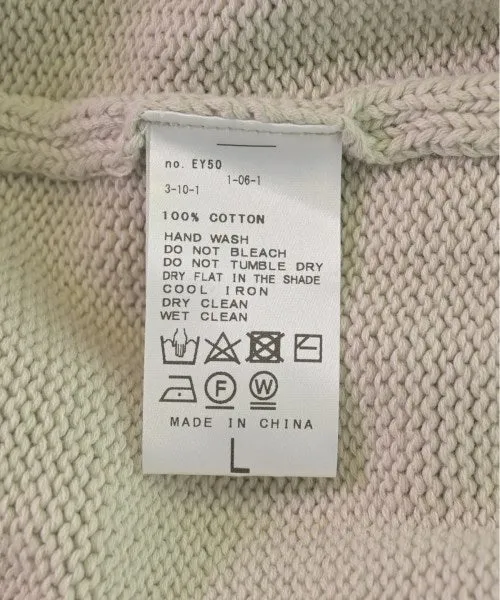 no. EY50
1-06-1
3-10-1
100% COTTON
HAND WASH
DO NOT BLEACH
DO NOT TUMBLE DRY
DRY FLAT IN THE SHADE
COOL IRON
DRY CLEAN
WET CLEAN
F W
MADE IN CHINA
L